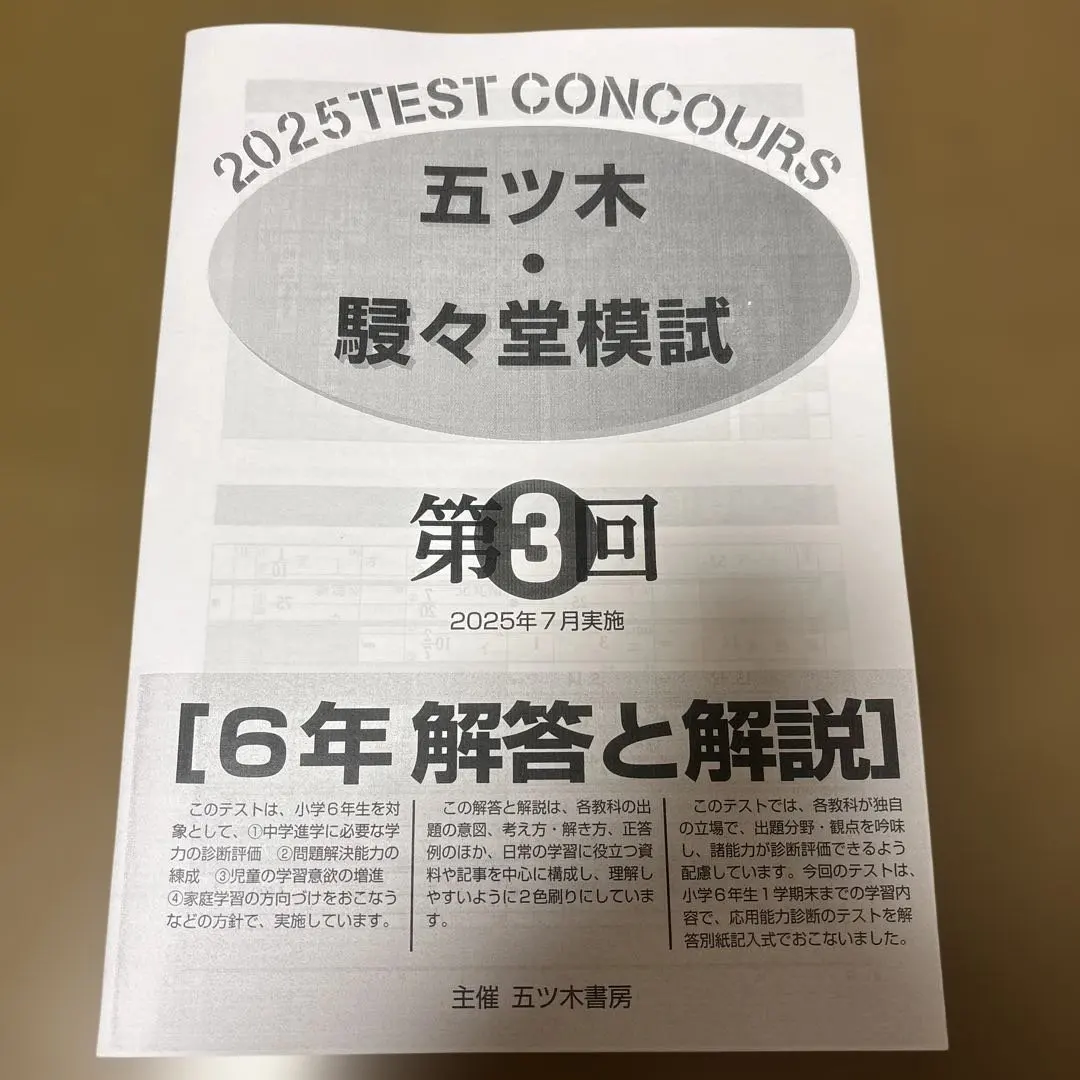 2025TEST CONCOURS
五ツ木
・
駸々堂模試
第3回
2025年7月実施
[6年 解答と解説]
このテストは、小学6年生を対
象として、①中学進学に必要な学
力の診断評価 ②問題解決能力の
練成 ③児童の学習意欲の増進
④家庭学習の方向づけをおこなう
などの方針で、実施しています。
この解答と解説は、各教科の出
題の意図、考え方・解き方、正答
例のほか、日常の学習に役立つ資
料や記事を中心に構成し、理解し
やすいように2色刷りにしていま
す。
このテストでは、各教科が独自
の立場で、出題分野・観点を吟味
し、諸能力が診断評価できるよう
配慮しています。今回のテストは、
小学6年生1学期末までの学習内
容で、応用能力診断のテストを解
答別紙記入式でおこないました。
主催 五ツ木書房